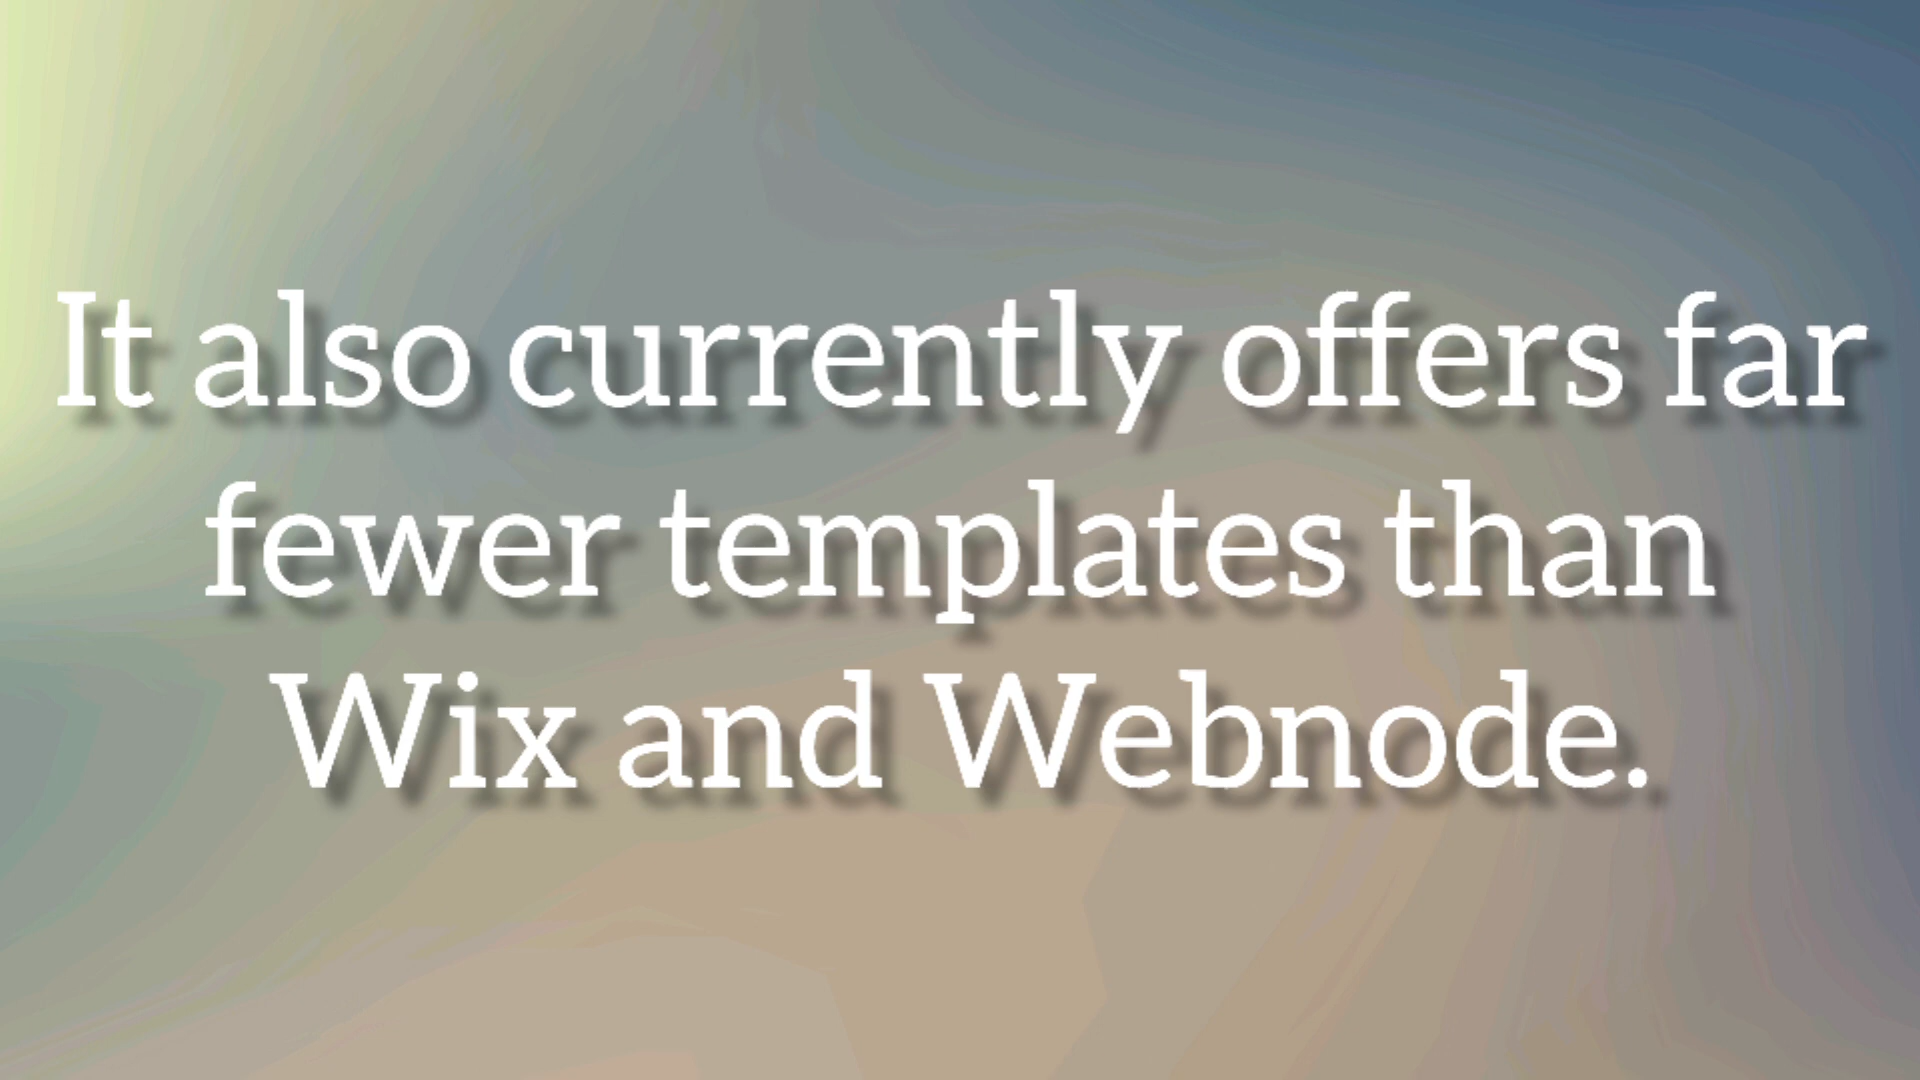 It also currently offers far
fewer templates than
Wix and Webnode.